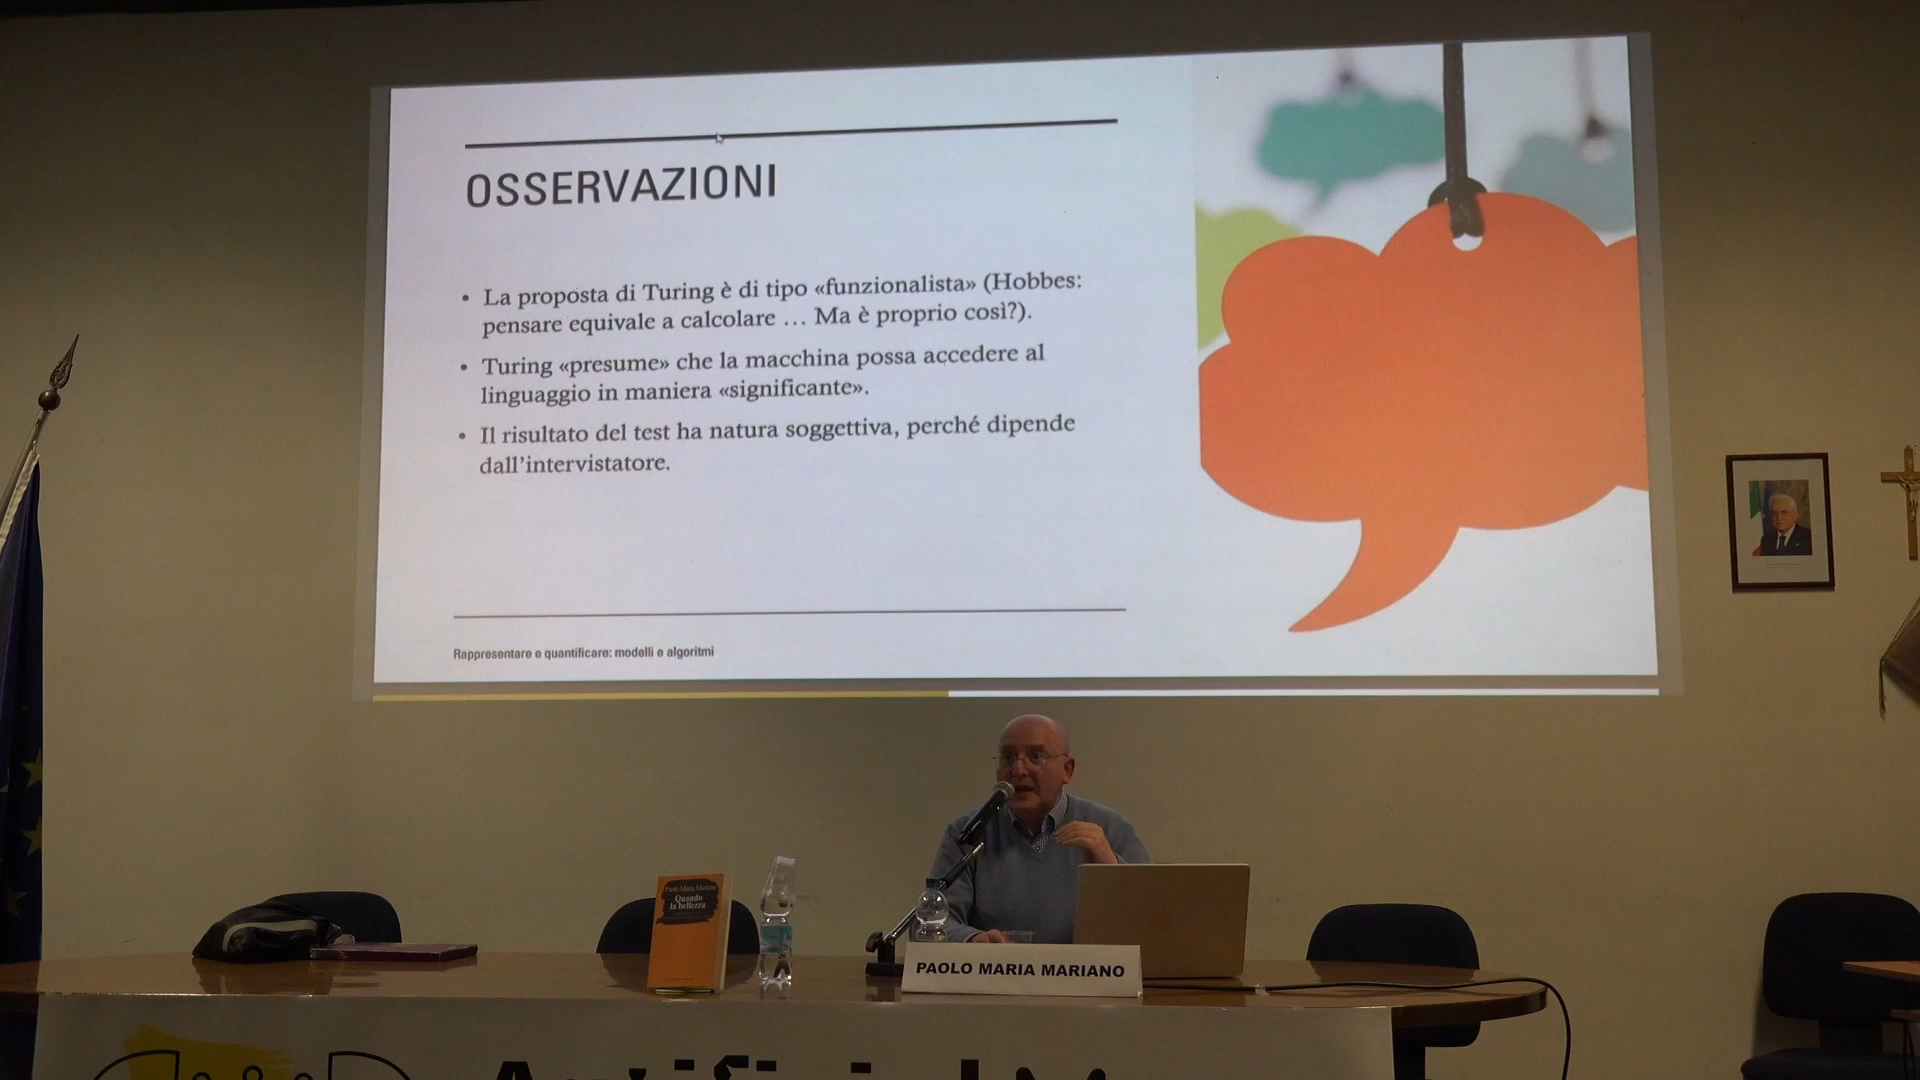 OSSERVAZIONI
• La proposta di Turing è di tipo «funzionalista» (Hobbes:
pensare equivale a calcolare … Ma è proprio così?).
• Turing «presume» che la macchina possa accedere al
linguaggio in maniera «significante».
• Il risultato del test ha natura soggettiva, perché dipende
dall'intervistatore.
Rappresentare e quantificare: modelli e algoritmi
Paolo Maria Mariano
Quando
la bellezza
PAOLO MARIA MARIANO